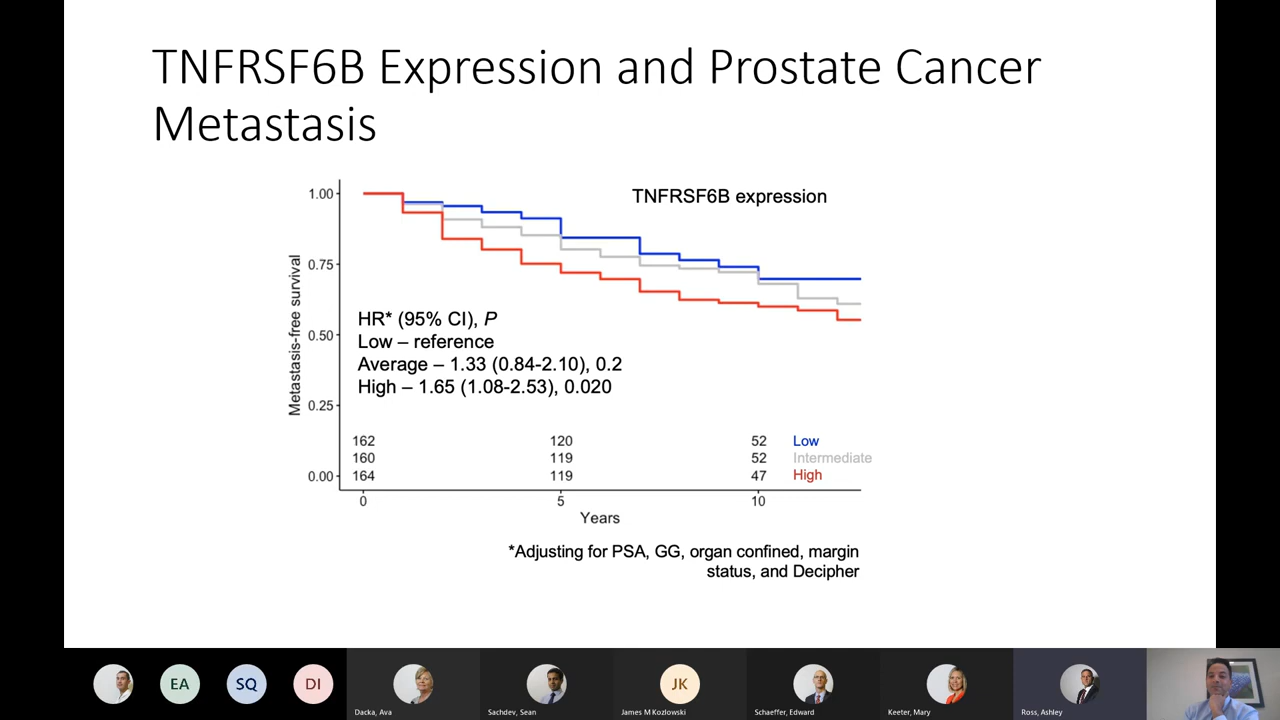 TNFRSF6B Expression and Prostate Cancer
Metastasis
TNFRSF6B expression
Metastasis-free survival
1.00
0.75
0.50
0.25
0.00
HR* (95% CI), P
Low – reference
Average – 1.33 (0.84-2.10), 0.2
High – 1.65 (1.08-2.53), 0.020
162 120 52 Low
160 119 52 Intermediate
164 119 47 High
0 5 10
Years
*Adjusting for PSA, GG, organ confined, margin
status, and Decipher
EA SQ DI JK
Dacka, Ava Sachdev, Sean James M Kozlowski Schaeffer, Edward Keeter, Mary Ross, Ashley